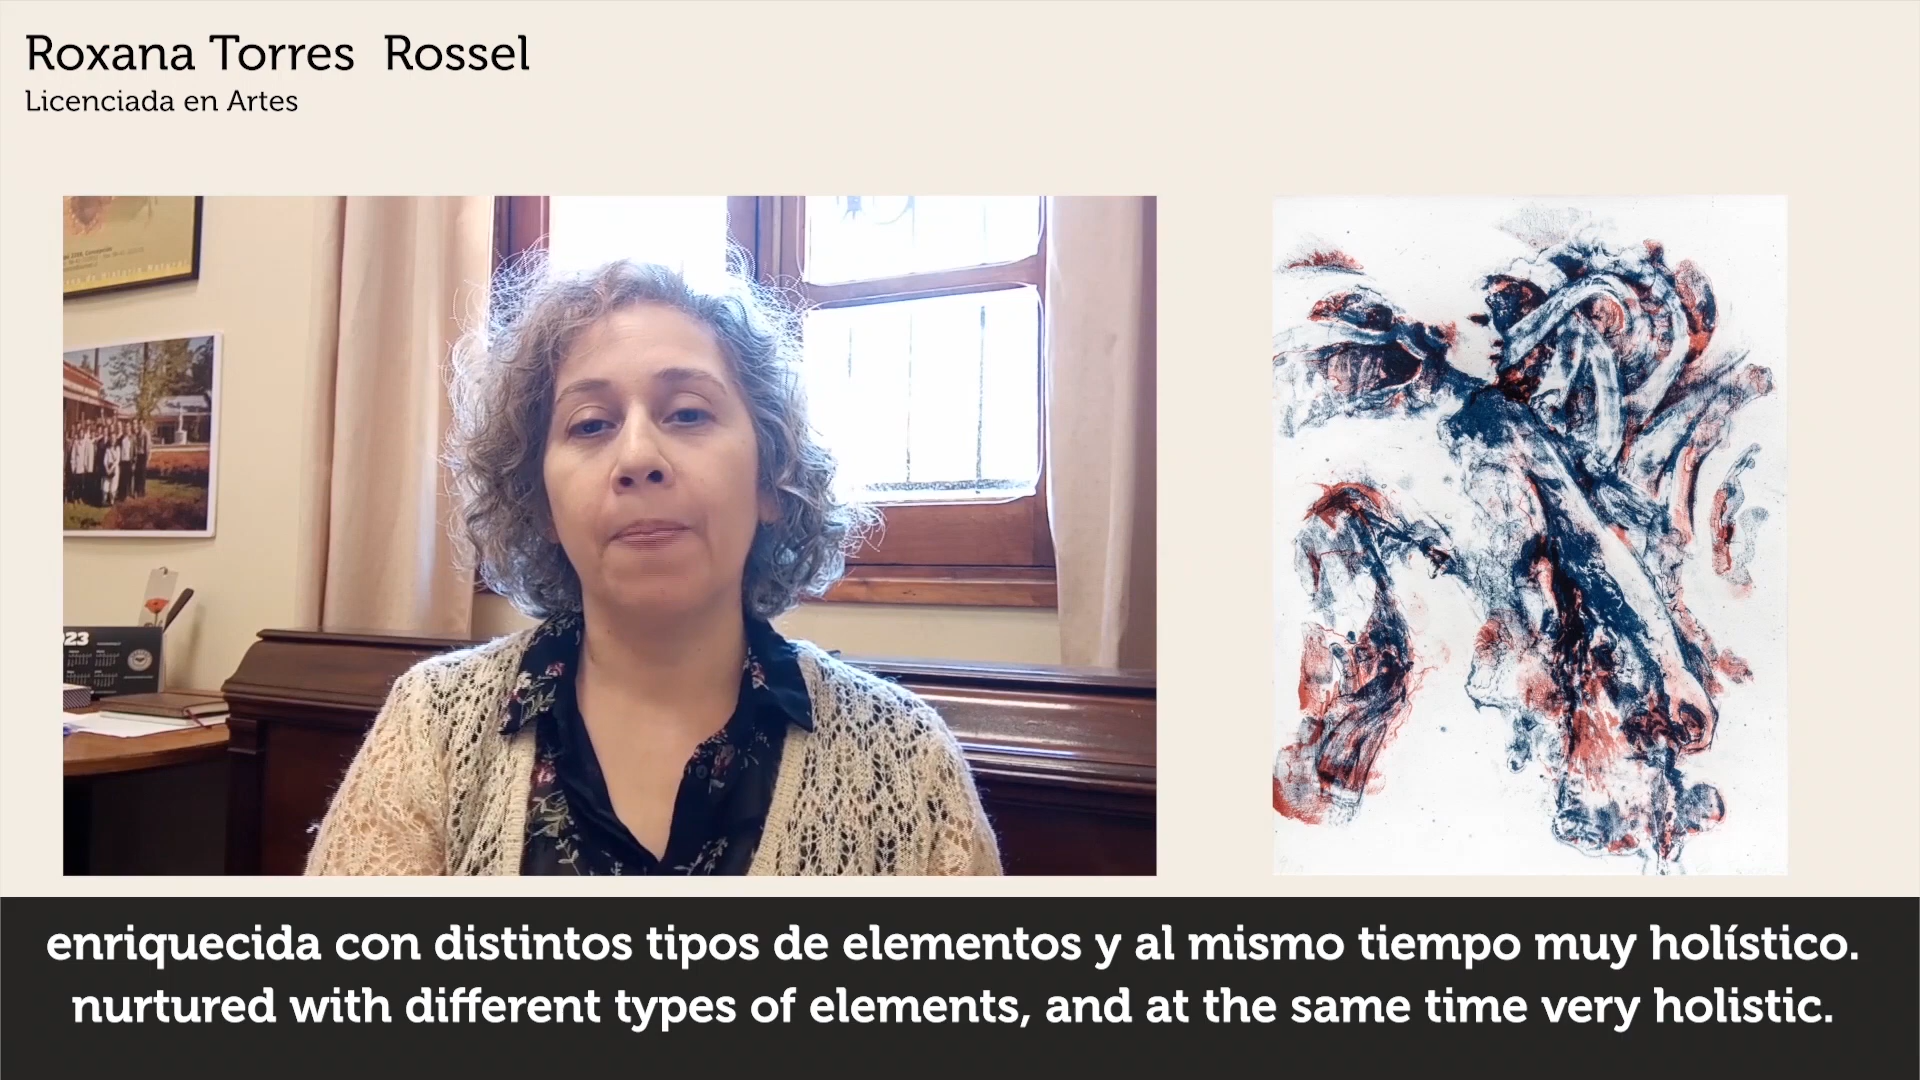 Roxana Torres Rossel
Licenciada en Artes
23
enriquecida con distintos tipos de elementos y al mismo tiempo muy holístico.
nurtured with different types of elements, and at the same time very holistic.